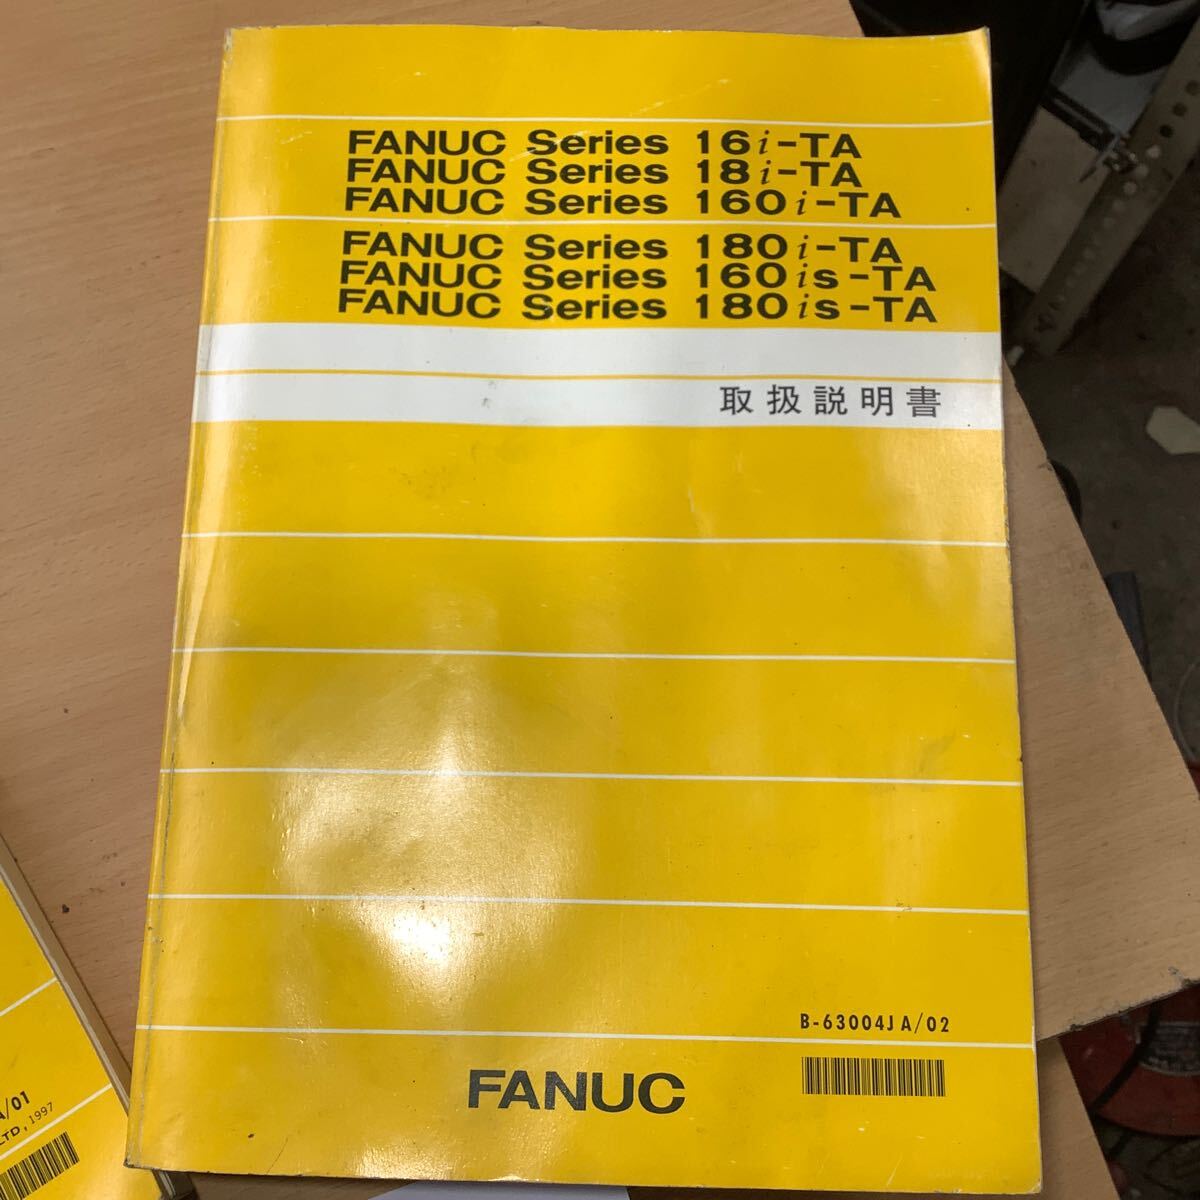 FANUC Series 16i-TA
FANUC Series 18i-TA
FANUC Series 160i-TA
FANUC Series 180i-TA
FANUC Series 160is-TA
FANUC Series 180is-TA
取扱説明書
B-63004JA/02
FANUC
A/01
LTD, 1997